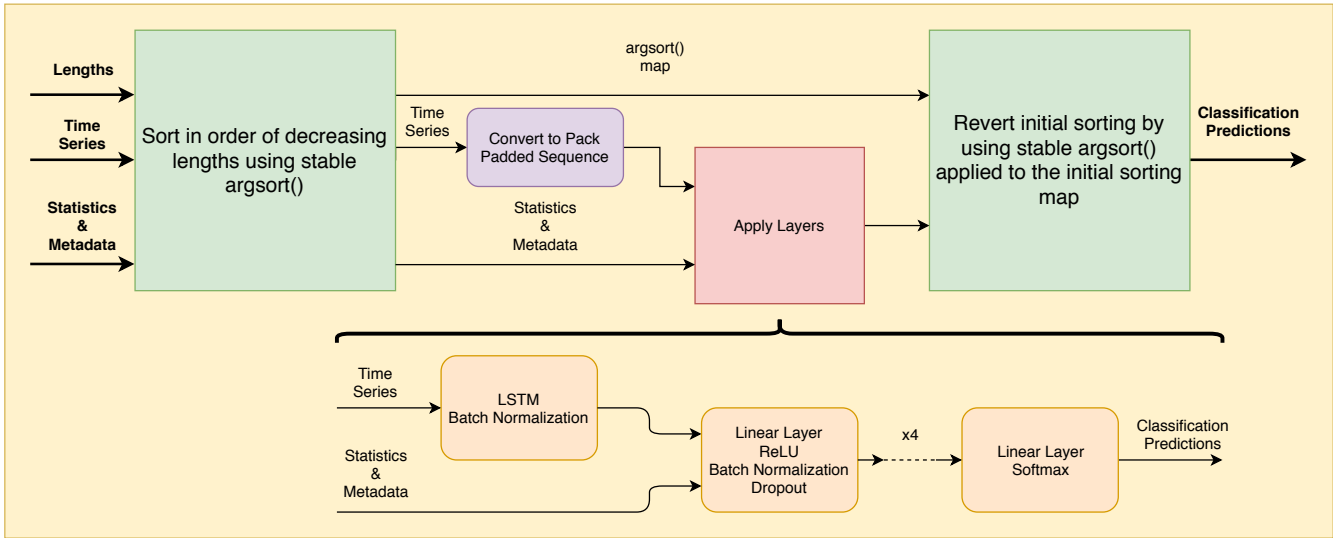 Lengths
Time
Series
Statistics
&
Metadata
Sort in order of decreasing
lengths using stable
argsort()
argsort()
map
Time
Series
Convert to Pack
Padded Sequence
Statistics
&
Metadata
Apply Layers
Revert initial sorting by
using stable argsort()
applied to the initial sorting
map
Classification
Predictions
Time
Series
LSTM
Batch Normalization
Statistics
&
Metadata
Linear Layer
ReLU
Batch Normalization
Dropout
x4
Linear Layer
Softmax
Classification
Predictions